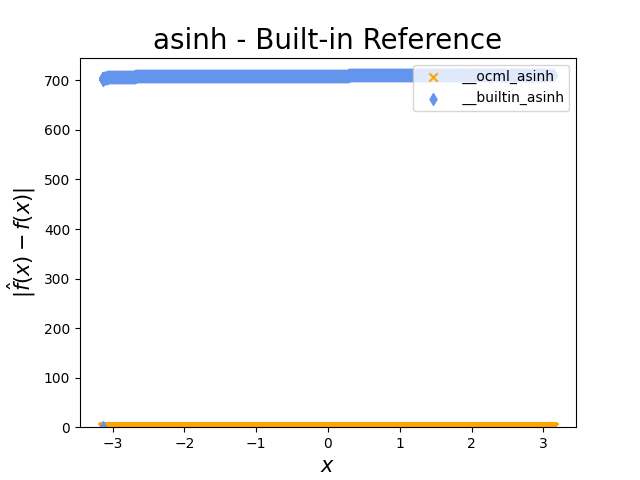 asinh - Built-in Reference
__ocml_asinh
__builtin_asinh
700
600
500
400
300
200
100
0
|f̂(x) − f(x)|
−3 −2 −1 0 1 2 3
x